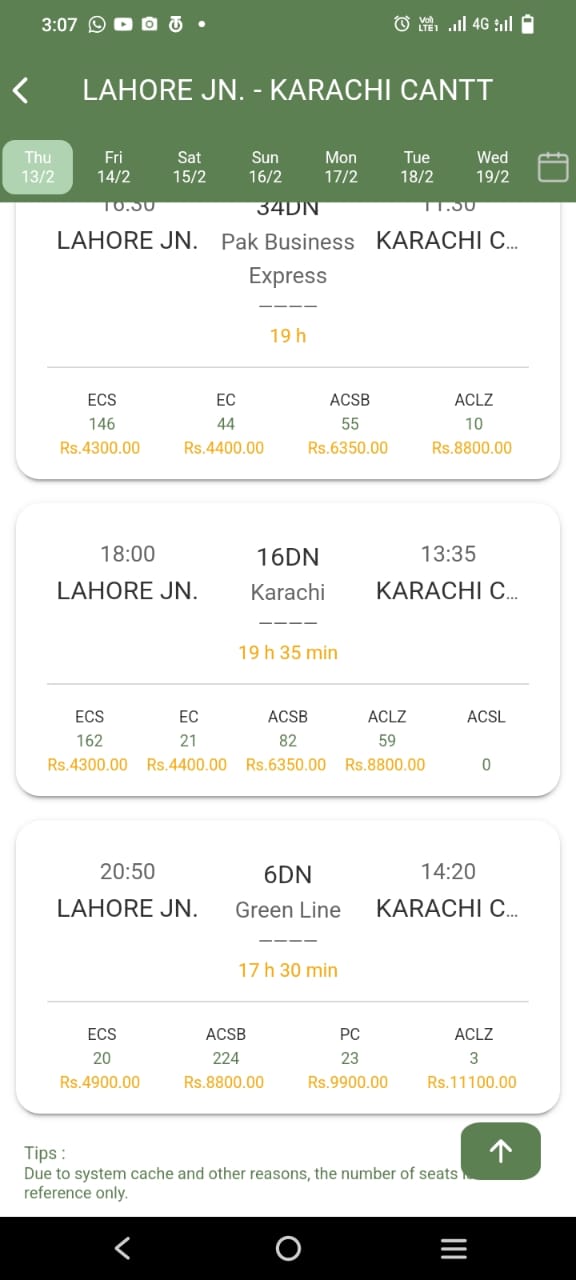 3:07
Voi) LTE1 4G
LAHORE JN. - KARACHI CANTT
Thu Fri Sat Sun Mon Tue Wed
13/2 14/2 15/2 16/2 17/2 18/2 19/2
16:30 34DN 11:30
LAHORE JN. Pak Business KARACHI C...
Express
————
19 h
ECS EC ACSB ACLZ
146 44 55 10
Rs.4300.00 Rs.4400.00 Rs.6350.00 Rs.8800.00
18:00 16DN 13:35
LAHORE JN. Karachi KARACHI C...
————
19 h 35 min
ECS EC ACSB ACLZ ACSL
162 21 82 59
Rs.4300.00 Rs.4400.00 Rs.6350.00 Rs.8800.00 0
20:50 6DN 14:20
LAHORE JN. Green Line KARACHI C...
————
17 h 30 min
ECS ACSB PC ACLZ
20 224 23 3
Rs.4900.00 Rs.8800.00 Rs.9900.00 Rs.11100.00
Tips :
Due to system cache and other reasons, the number of seats
reference only.